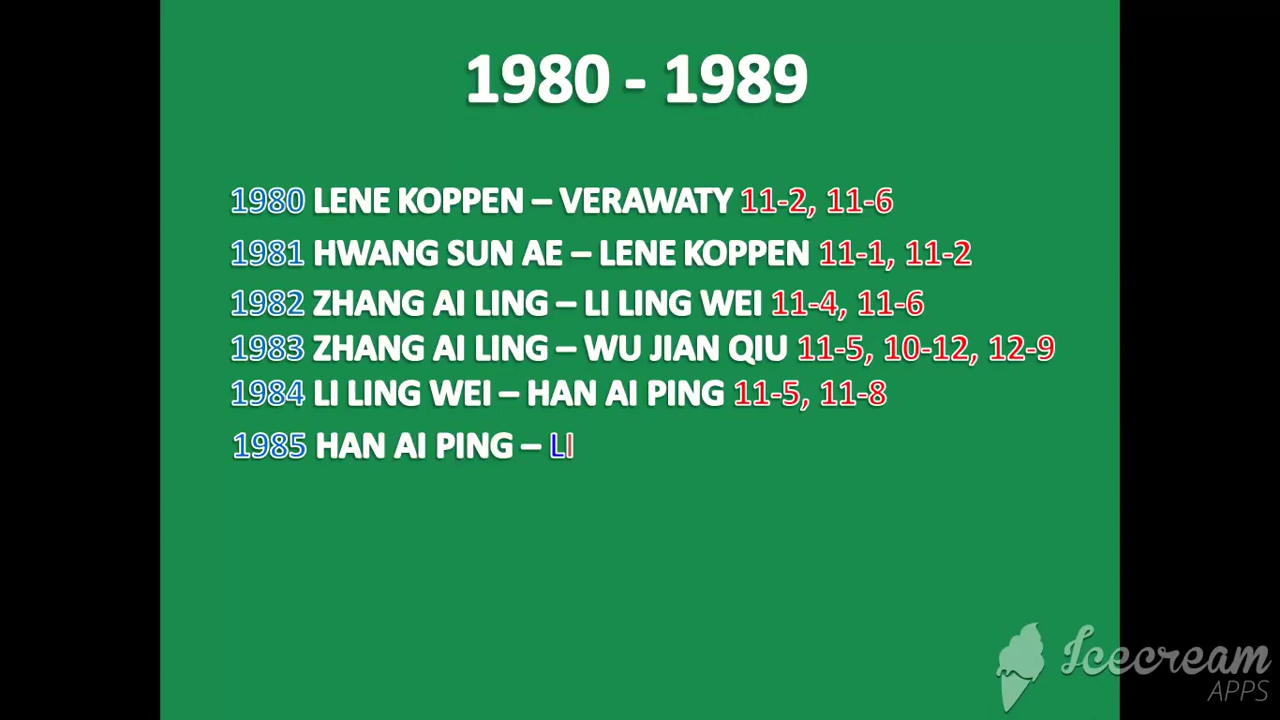 1980 - 1989
1980 LENE KOPPEN – VERAWATY 11-2, 11-6
1981 HWANG SUN AE – LENE KOPPEN 11-1, 11-2
1982 ZHANG AI LING – LI LING WEI 11-4, 11-6
1983 ZHANG AI LING – WU JIAN QIU 11-5, 10-12, 12-9
1984 LI LING WEI – HAN AI PING 11-5, 11-8
1985 HAN AI PING – LI
Icecream
APPS